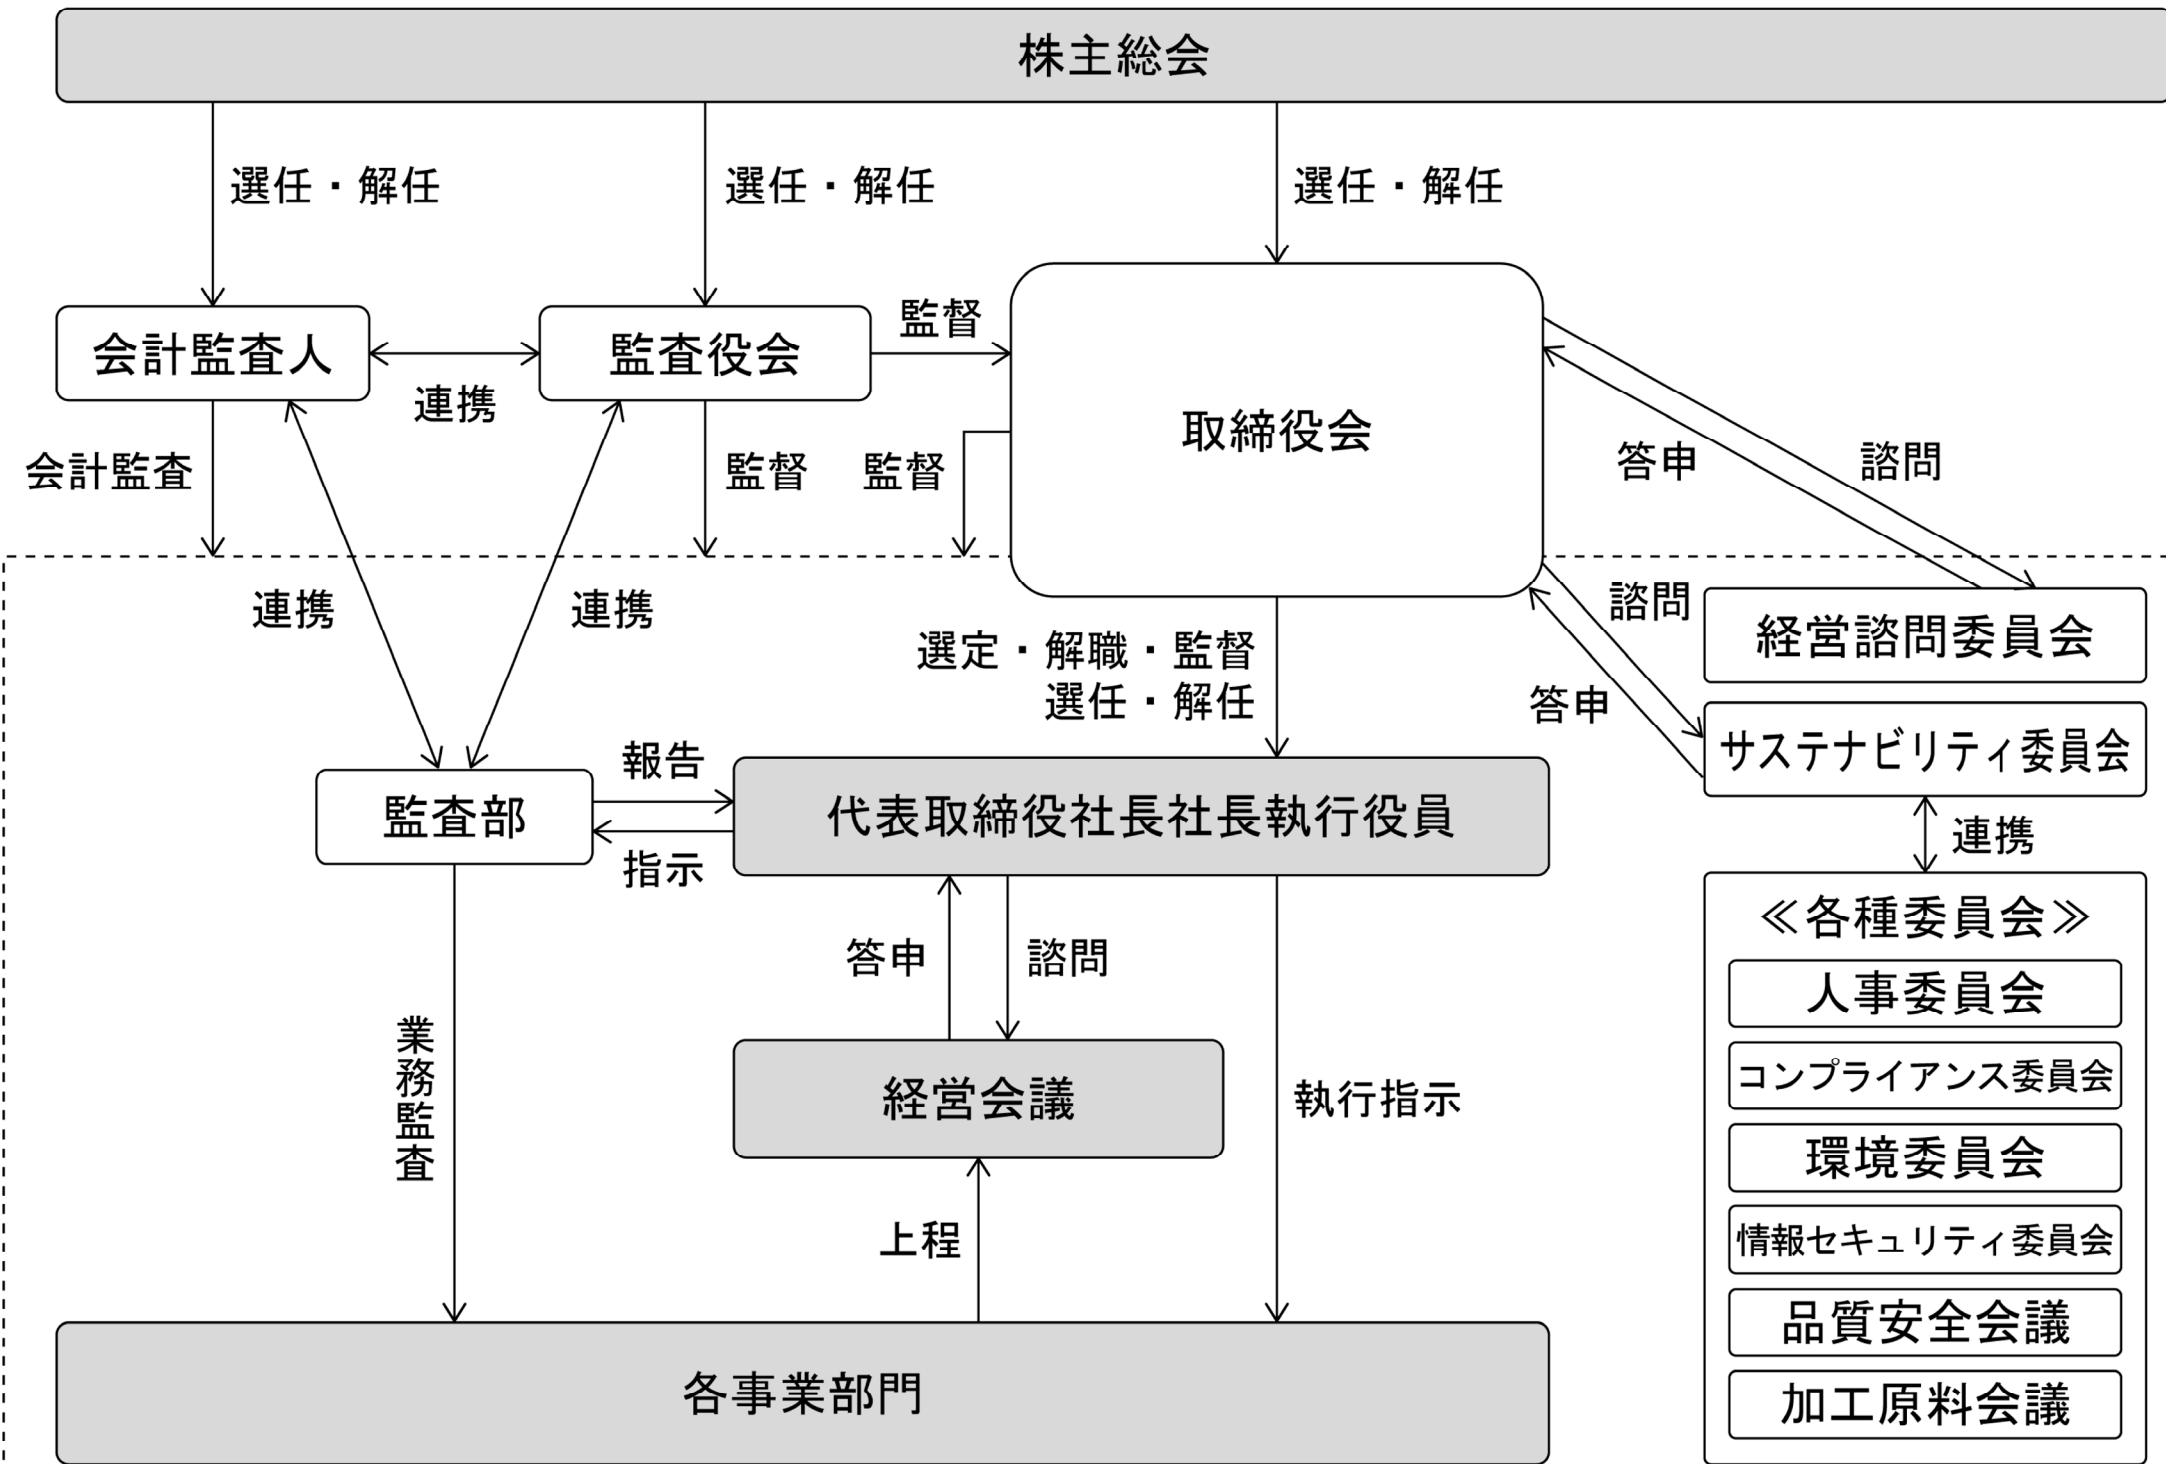 株主総会
選任・解任
選任・解任
選任・解任
会計監査人
連携
監査役会
監督
取締役会
会計監査
監督
監督
答申
諮問
連携
連携
選定・解職・監督
選任・解任
諮問
答申
経営諮問委員会
サステナビリティ委員会
連携
監査部
報告
指示
代表取締役社長社長執行役員
答申
諮問
業務監査
経営会議
執行指示
上程
各事業部門
≪各種委員会≫
人事委員会
コンプライアンス委員会
環境委員会
情報セキュリティ委員会
品質安全会議
加工原料会議